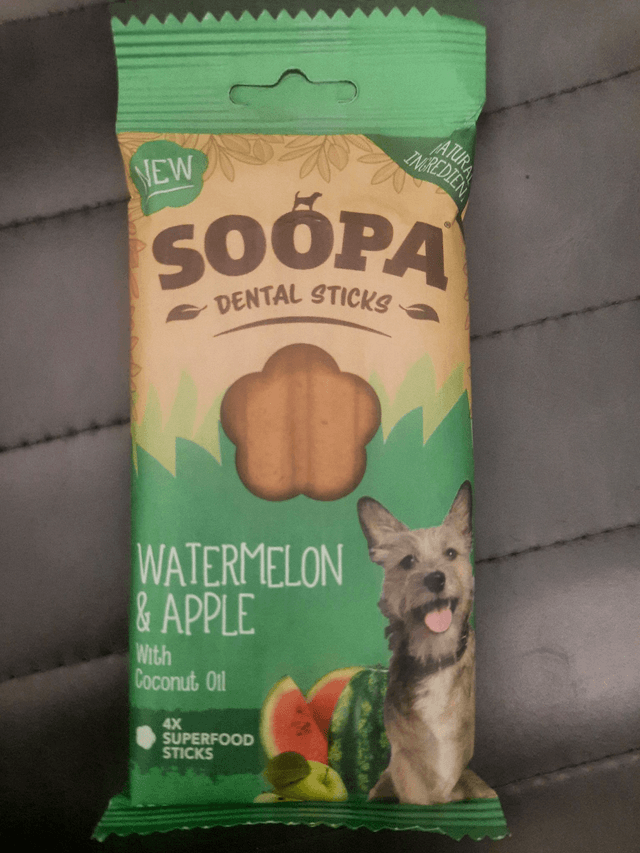 NEW
NATURAL
INGREDIENTS
SOOPA
DENTAL STICKS
WATERMELON
& APPLE
With
Coconut Oil
4X
SUPERFOOD
STICKS